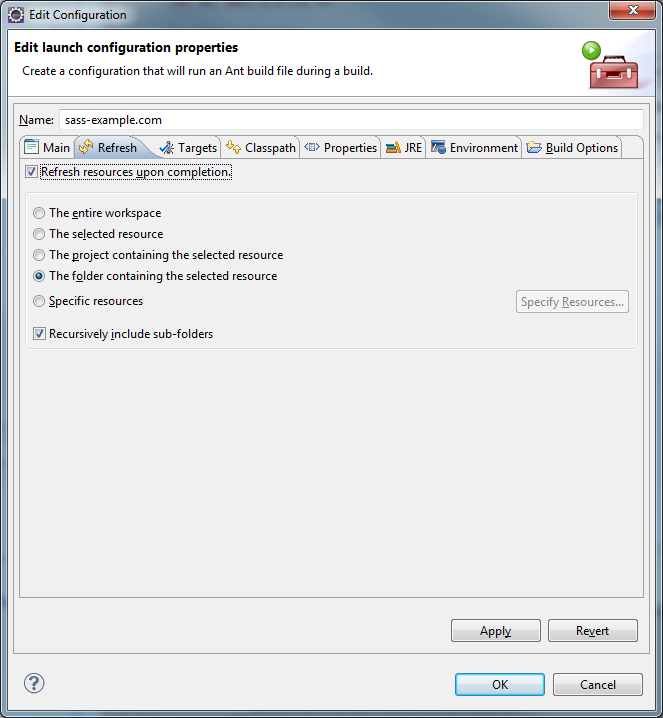 Edit Configuration
Edit launch configuration properties
Create a configuration that will run an Ant build file during a build.
Name: sass-example.com
Main Refresh Targets Classpath Properties JRE Environment Build Options
Refresh resources upon completion.
The entire workspace
The selected resource
The project containing the selected resource
The folder containing the selected resource
Specific resources Specify Resources...
Recursively include sub-folders
Apply Revert
OK Cancel